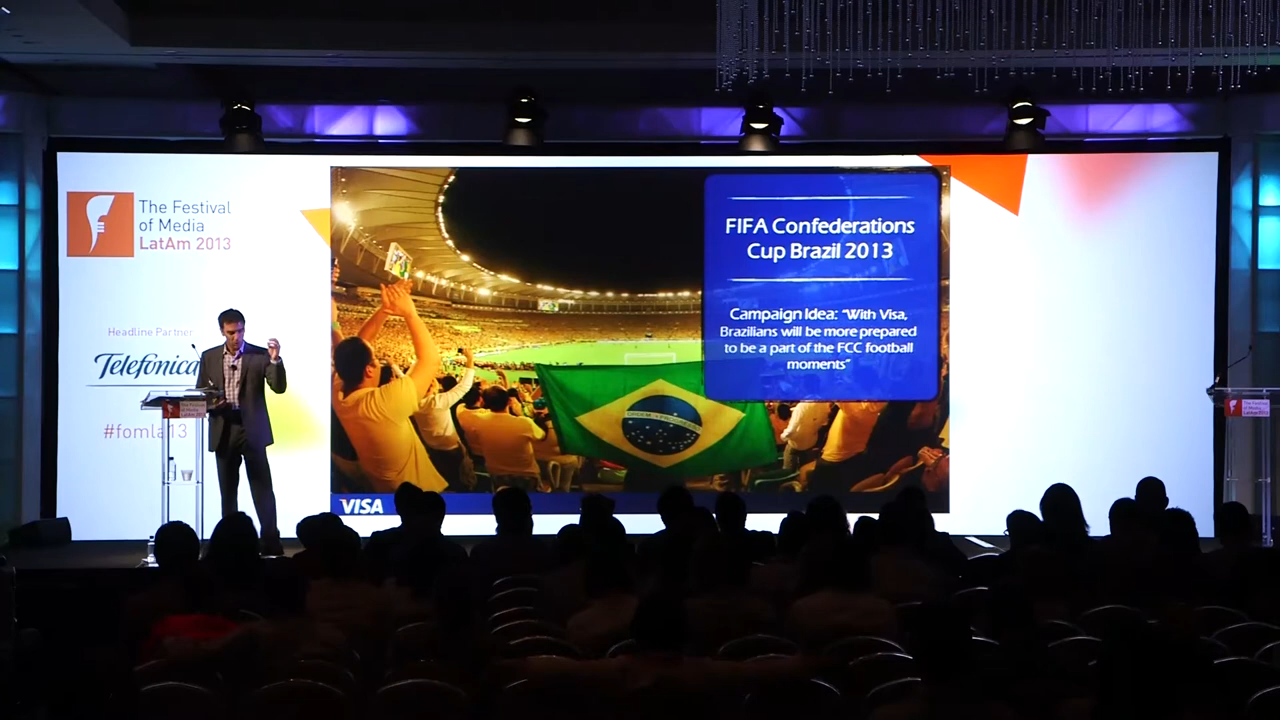 The Festival
of Media
LatAm 2013
Headline Partner
Telefónica
#fomla13
FIFA Confederations
Cup Brazil 2013
Campaign Idea: “With Visa,
Brazilians will be more prepared
to be a part of the FCC football
moments”
VISA